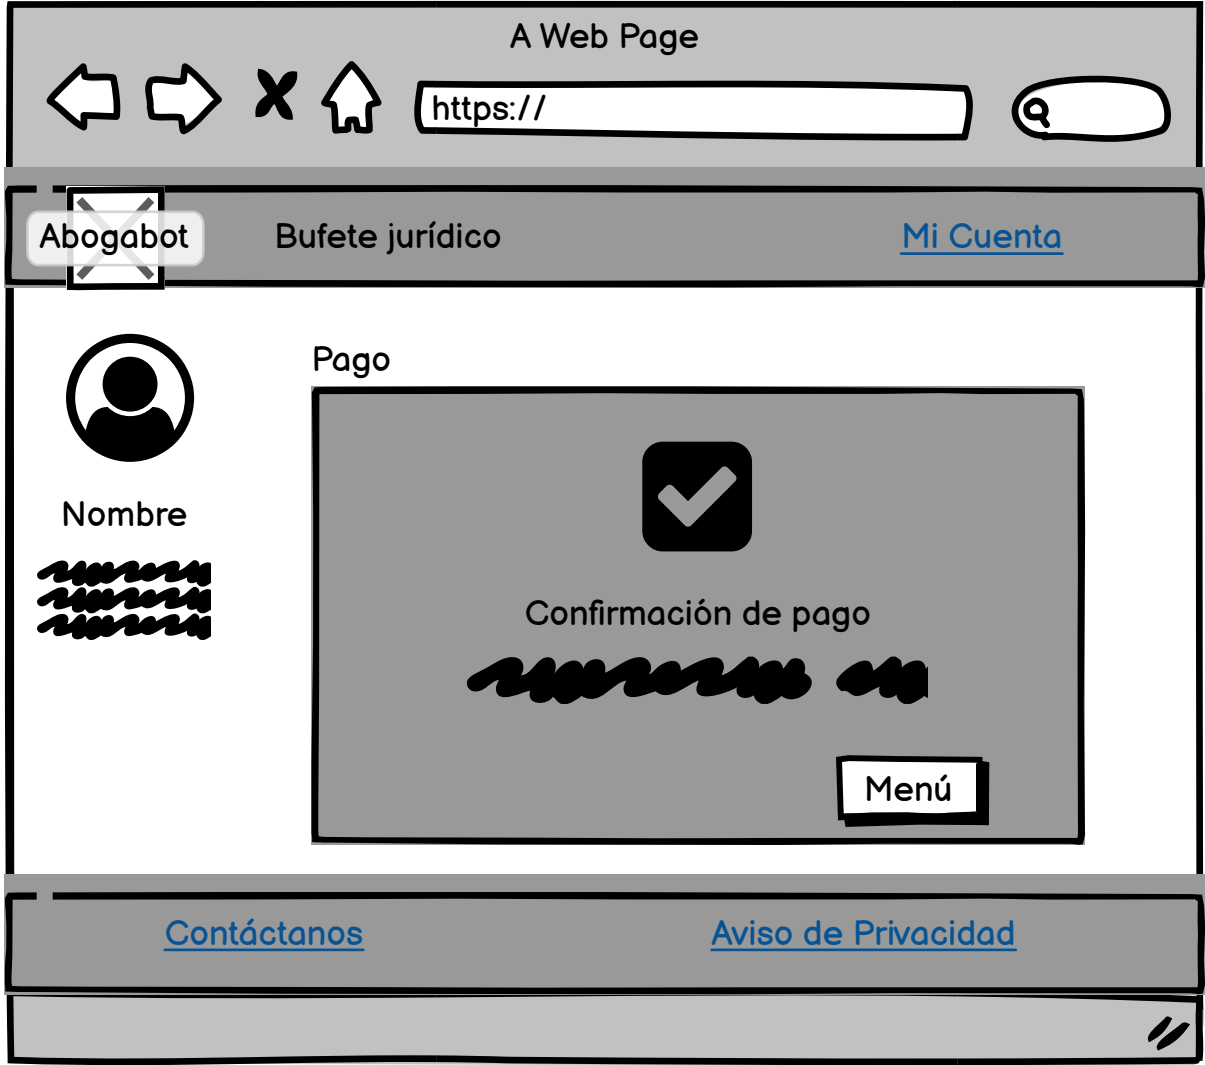 A Web Page
https://
Abogabot
Bufete jurídico
Mi Cuenta
Pago
Nombre
Confirmación de pago
Menú
Contáctanos
Aviso de Privacidad